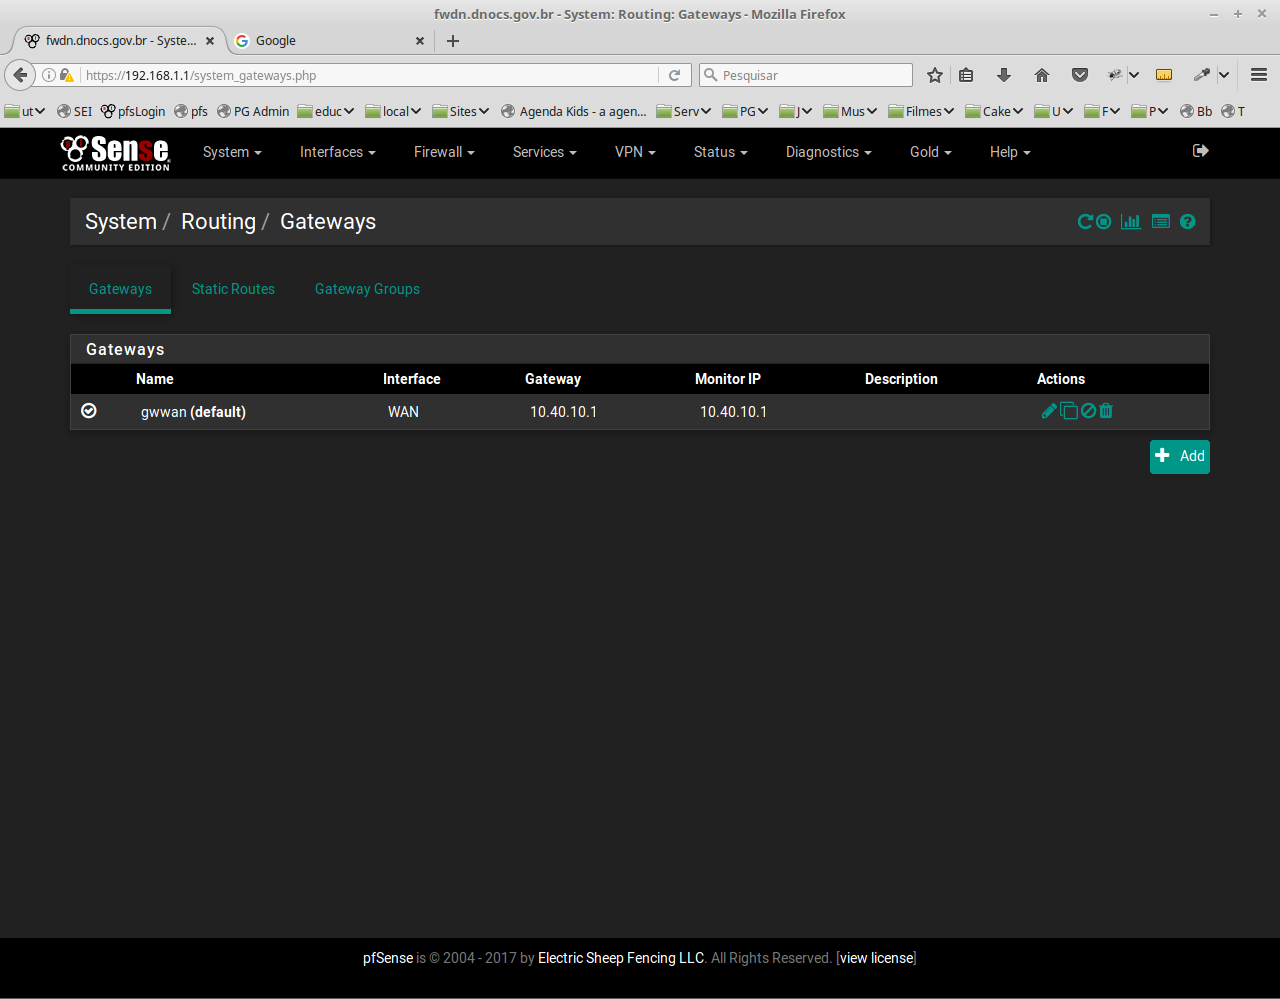 fwdn.dnocs.gov.br - System: Routing: Gateways - Mozilla Firefox
fwdn.dnocs.gov.br - Syste... Google
https://192.168.1.1/system_gateways.php Pesquisar
ut SEI pfsLogin pfs PG Admin educ local Sites Agenda Kids - a agen... Serv PG J Mus Filmes Cake U F P Bb T
Sense System Interfaces Firewall Services VPN Status Diagnostics Gold Help
COMMUNITY EDITION
System / Routing / Gateways
Gateways Static Routes Gateway Groups
Gateways
Name Interface Gateway Monitor IP Description Actions
gwwan (default) WAN 10.40.10.1 10.40.10.1
Add
pfSense is © 2004 - 2017 by Electric Sheep Fencing LLC. All Rights Reserved. [view license]